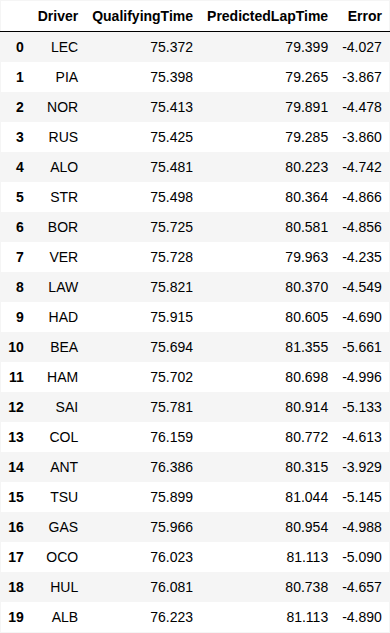 Driver QualifyingTime PredictedLapTime Error
0 LEC 75.372 79.399 -4.027
1 PIA 75.398 79.265 -3.867
2 NOR 75.413 79.891 -4.478
3 RUS 75.425 79.285 -3.860
4 ALO 75.481 80.223 -4.742
5 STR 75.498 80.364 -4.866
6 BOR 75.725 80.581 -4.856
7 VER 75.728 79.963 -4.235
8 LAW 75.821 80.370 -4.549
9 HAD 75.915 80.605 -4.690
10 BEA 75.694 81.355 -5.661
11 HAM 75.702 80.698 -4.996
12 SAI 75.781 80.914 -5.133
13 COL 76.159 80.772 -4.613
14 ANT 76.386 80.315 -3.929
15 TSU 75.899 81.044 -5.145
16 GAS 75.966 80.954 -4.988
17 OCO 76.023 81.113 -5.090
18 HUL 76.081 80.738 -4.657
19 ALB 76.223 81.113 -4.890